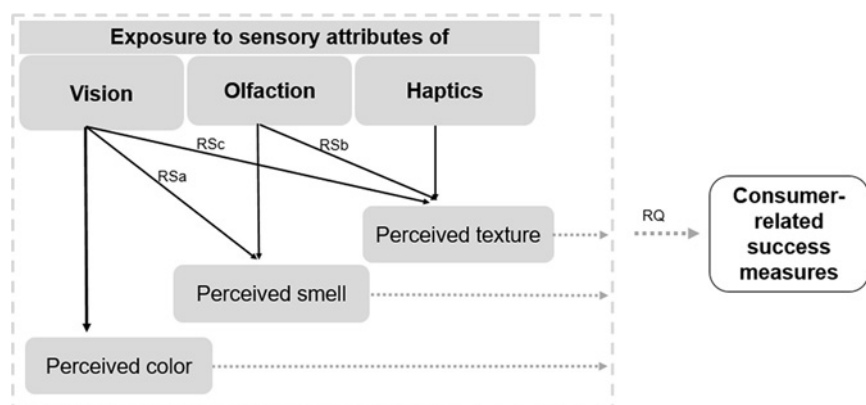 Exposure to sensory attributes of
Vision
Olfaction
Haptics
RSc
RSb
RSa
Perceived texture
RQ
Consumer-
related
success
measures
Perceived smell
Perceived color